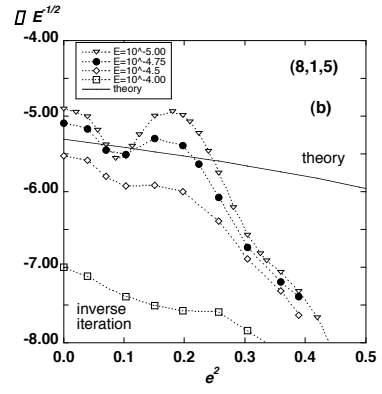 ▯ E^-1/2
-4.00
E=10^-5.00
E=10^-4.75
E=10^-4.5
E=10^-4.00
theory
(8,1,5)
(b)
-5.00
theory
-6.00
-7.00
inverse
iteration
-8.00
0.0 0.1 0.2 0.3 0.4 0.5
e^2